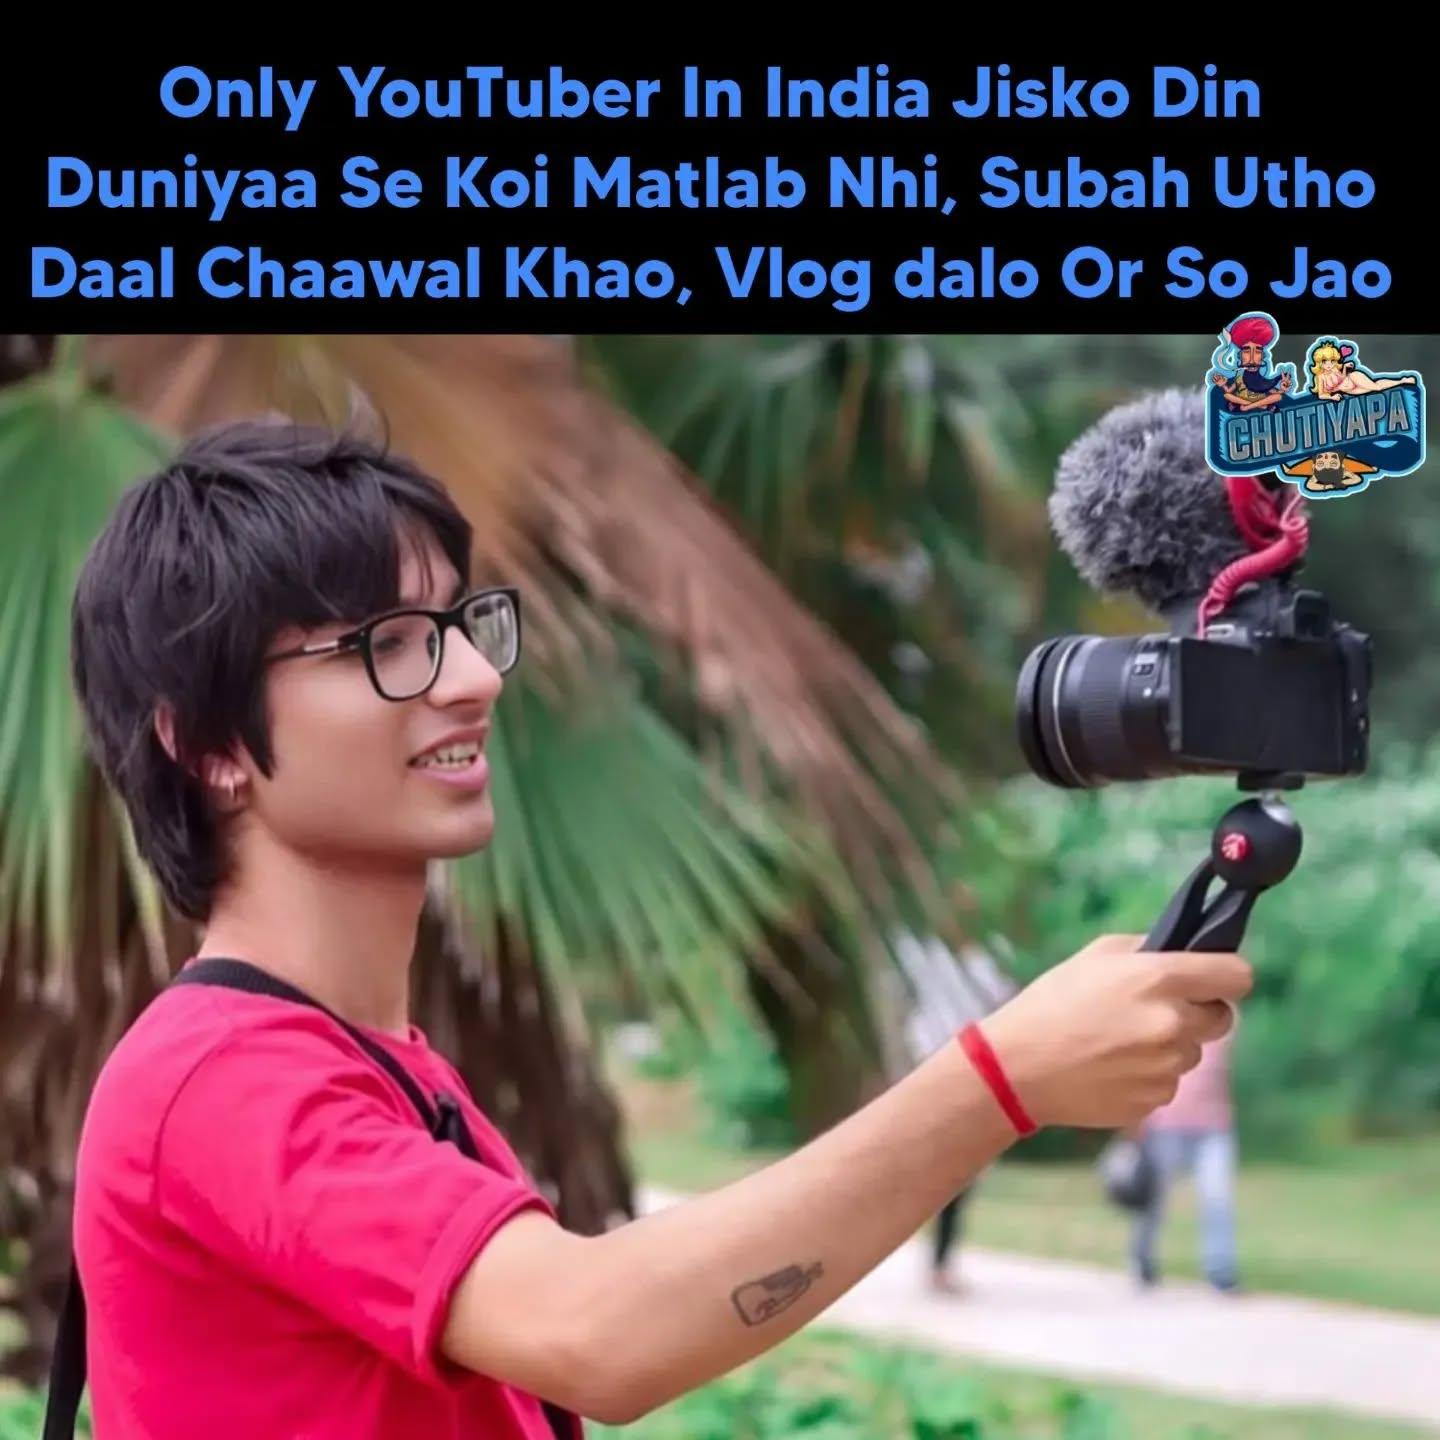 Only YouTuber In India Jisko Din
Duniyaa Se Koi Matlab Nhi, Subah Utho
Daal Chaawal Khao, Vlog dalo Or So Jao
CHUTIYAPA